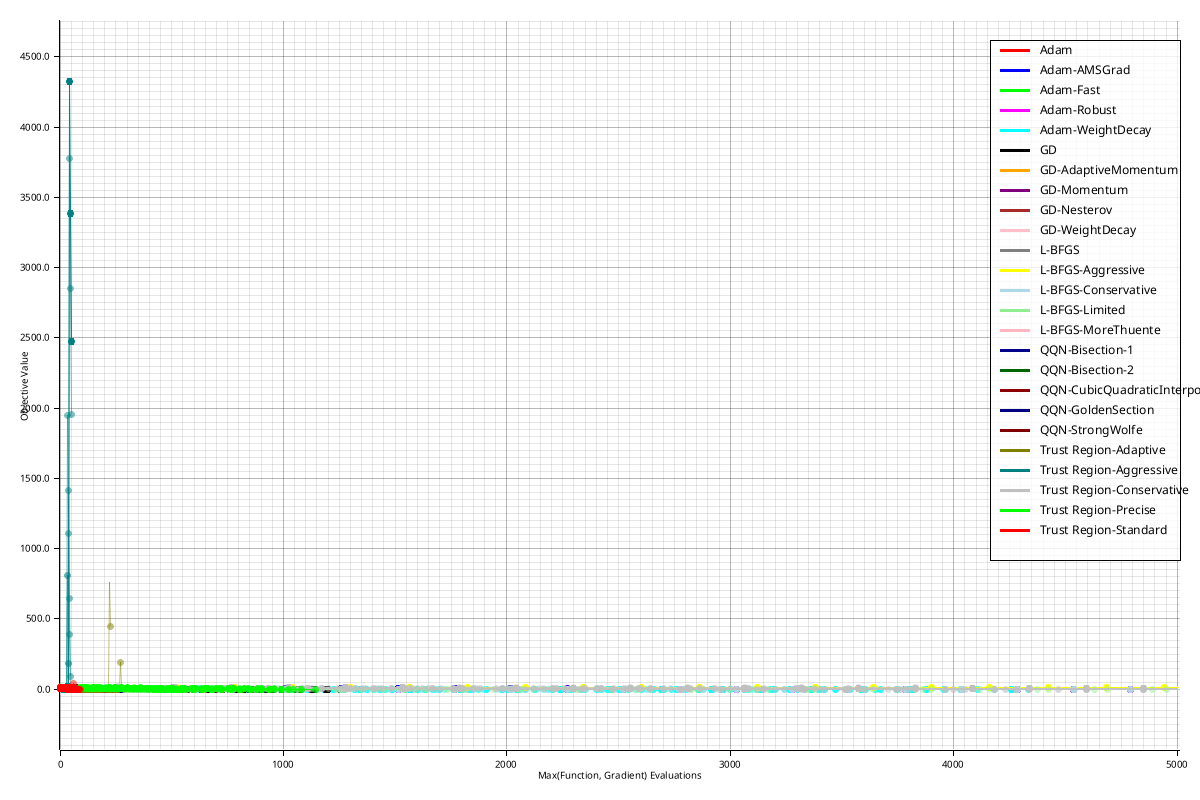 4500.0
4000.0
3500.0
3000.0
2500.0
2000.0
1500.0
1000.0
500.0
0.0
Objective Value
0
1000
2000
3000
4000
5000
Max(Function, Gradient) Evaluations
Adam
Adam-AMSGrad
Adam-Fast
Adam-Robust
Adam-WeightDecay
GD
GD-AdaptiveMomentum
GD-Momentum
GD-Nesterov
GD-WeightDecay
L-BFGS
L-BFGS-Aggressive
L-BFGS-Conservative
L-BFGS-Limited
L-BFGS-MoreThuente
QQN-Bisection-1
QQN-Bisection-2
QQN-CubicQuadraticInterpo
QQN-GoldenSection
QQN-StrongWolfe
Trust Region-Adaptive
Trust Region-Aggressive
Trust Region-Conservative
Trust Region-Precise
Trust Region-Standard